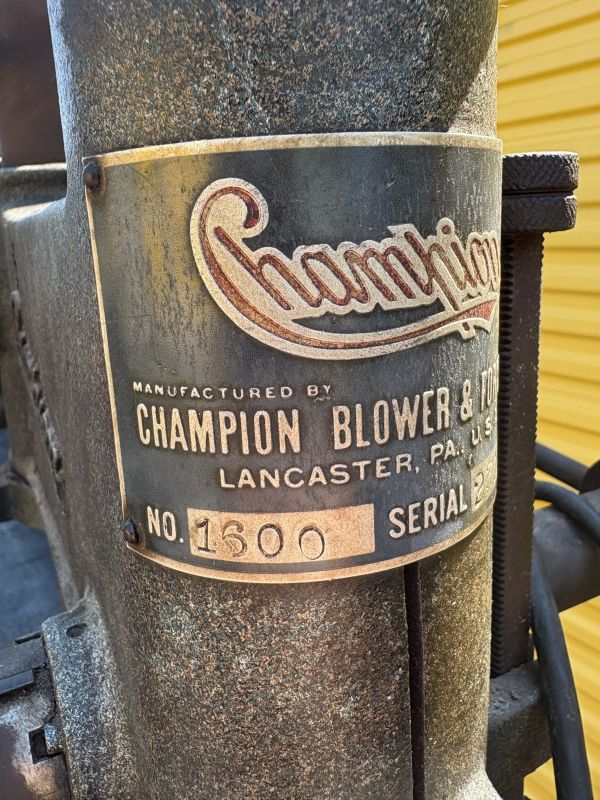 Champion
MANUFACTURED BY
CHAMPION BLOWER &
LANCASTER, PA. U.S.
NO. 1600 SERIAL